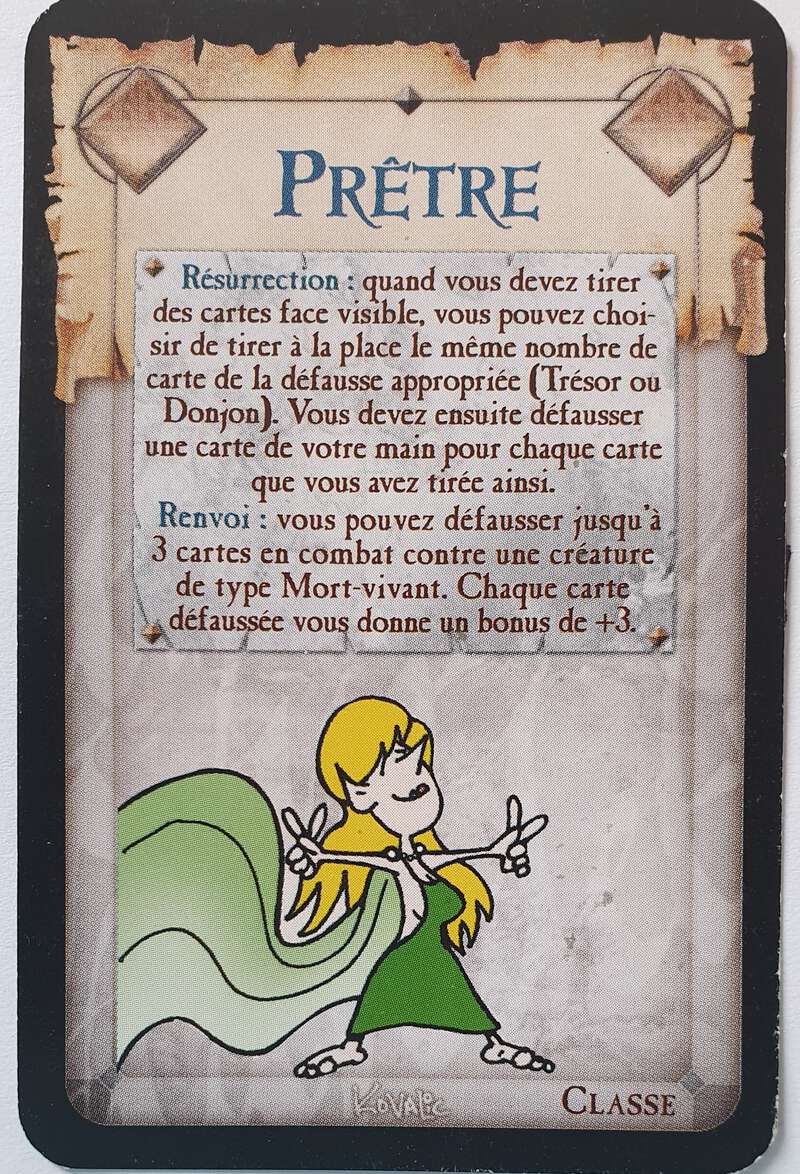 PRÊTRE
Résurrection : quand vous devez tirer
des cartes face visible, vous pouvez choi-
sir de tirer à la place le même nombre de
carte de la défausse appropriée (Trésor ou
Donjon). Vous devez ensuite défausser
une carte de votre main pour chaque carte
que vous avez tirée ainsi.
Renvoi : vous pouvez défausser jusqu'à
3 cartes en combat contre une créature
de type Mort-vivant. Chaque carte
défaussée vous donne un bonus de +3.
KOVALIC
CLASSE